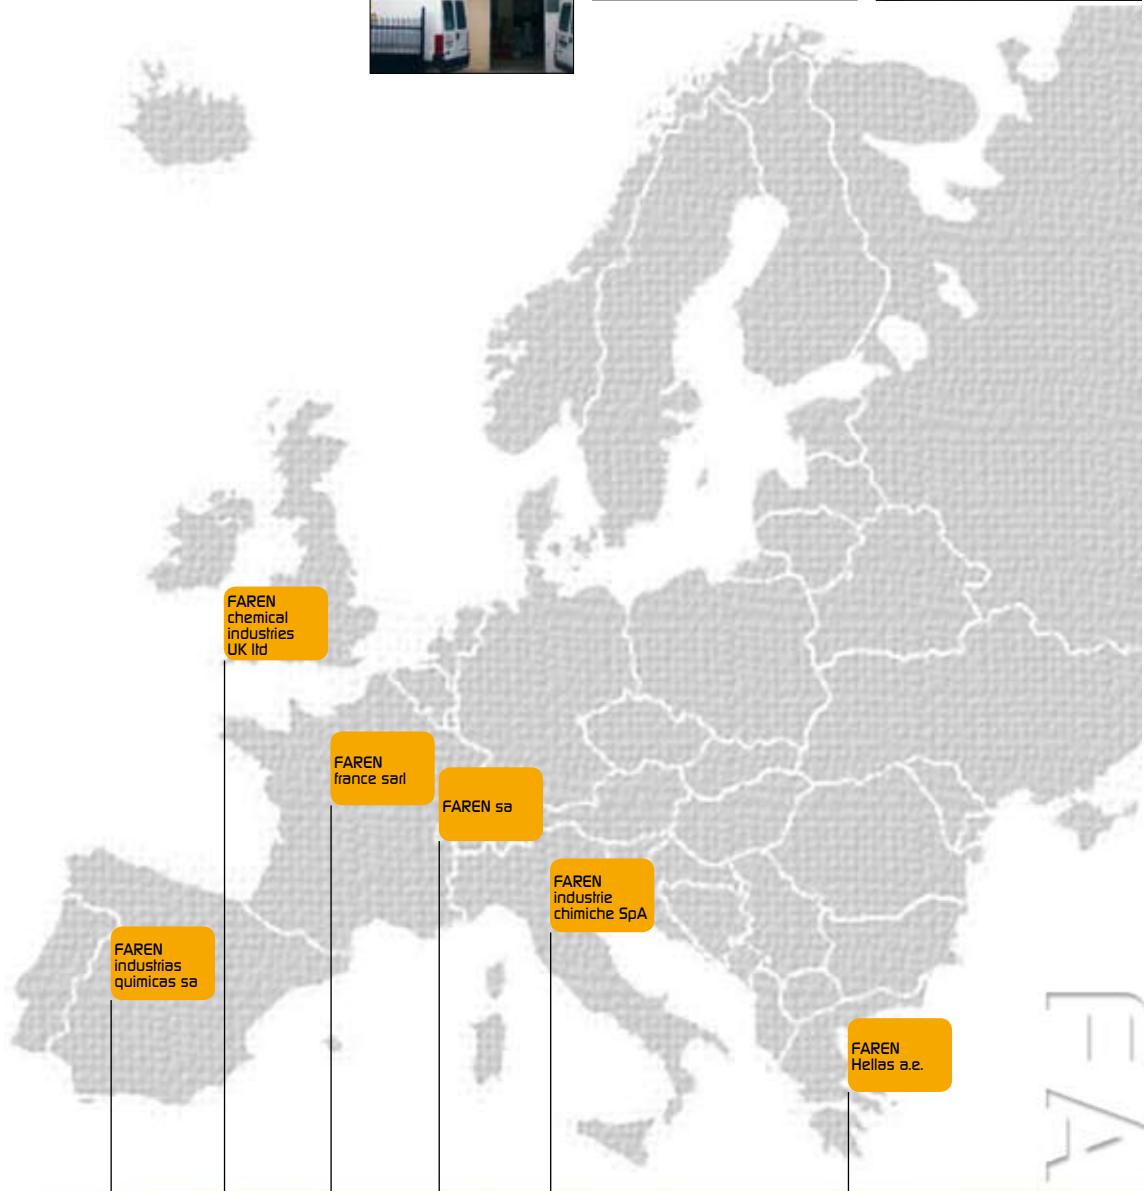 FAREN
chemical
industries
UK ltd
FAREN
france sarl
FAREN sa
FAREN
industrie
chimiche SpA
FAREN
industrias
quimicas sa
FAREN
Hellas a.e.